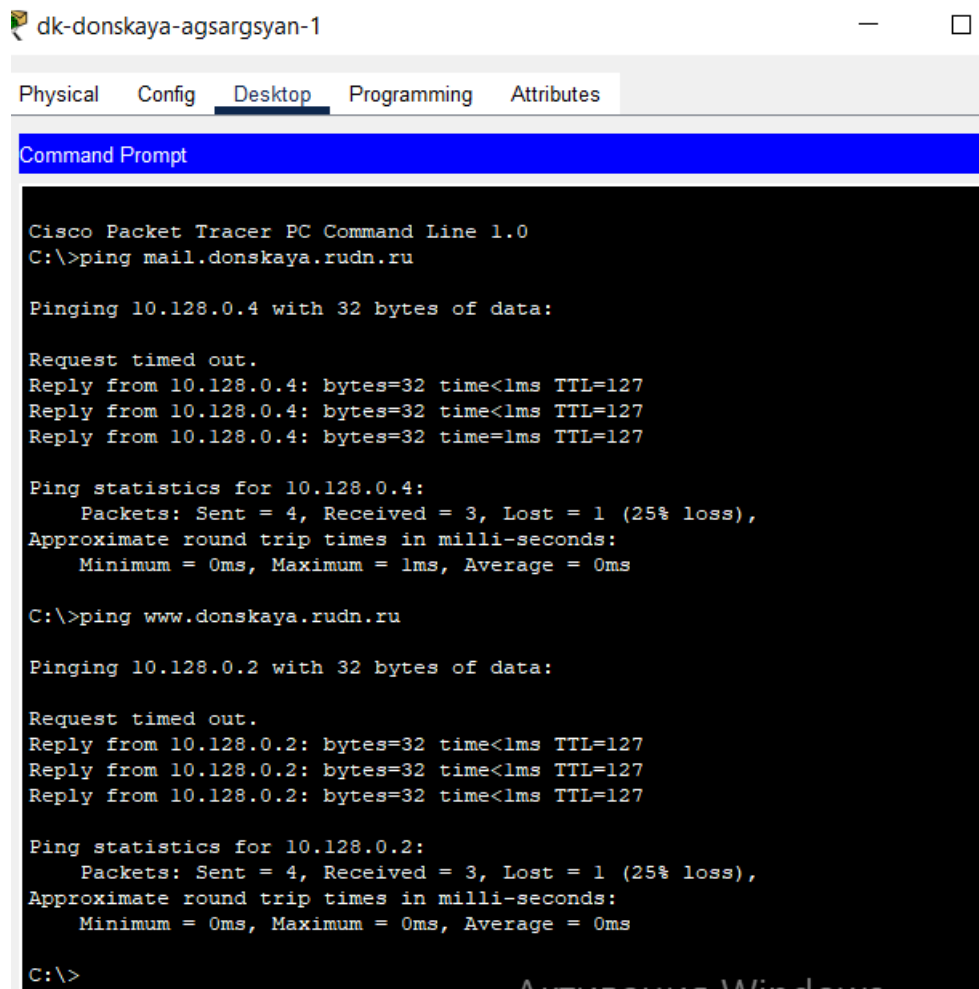 dk-donskaya-agsargsyan-1
Physical Config Desktop Programming Attributes
Command Prompt
Cisco Packet Tracer PC Command Line 1.0
C:\>ping mail.donskaya.rudn.ru
Pinging 10.128.0.4 with 32 bytes of data:
Request timed out.
Reply from 10.128.0.4: bytes=32 time<1ms TTL=127
Reply from 10.128.0.4: bytes=32 time<1ms TTL=127
Reply from 10.128.0.4: bytes=32 time=1ms TTL=127
Ping statistics for 10.128.0.4:
Packets: Sent = 4, Received = 3, Lost = 1 (25% loss),
Approximate round trip times in milli-seconds:
Minimum = 0ms, Maximum = 1ms, Average = 0ms
C:\>ping www.donskaya.rudn.ru
Pinging 10.128.0.2 with 32 bytes of data:
Request timed out.
Reply from 10.128.0.2: bytes=32 time<1ms TTL=127
Reply from 10.128.0.2: bytes=32 time<1ms TTL=127
Reply from 10.128.0.2: bytes=32 time<1ms TTL=127
Ping statistics for 10.128.0.2:
Packets: Sent = 4, Received = 3, Lost = 1 (25% loss),
Approximate round trip times in milli-seconds:
Minimum = 0ms, Maximum = 0ms, Average = 0ms
C:\>